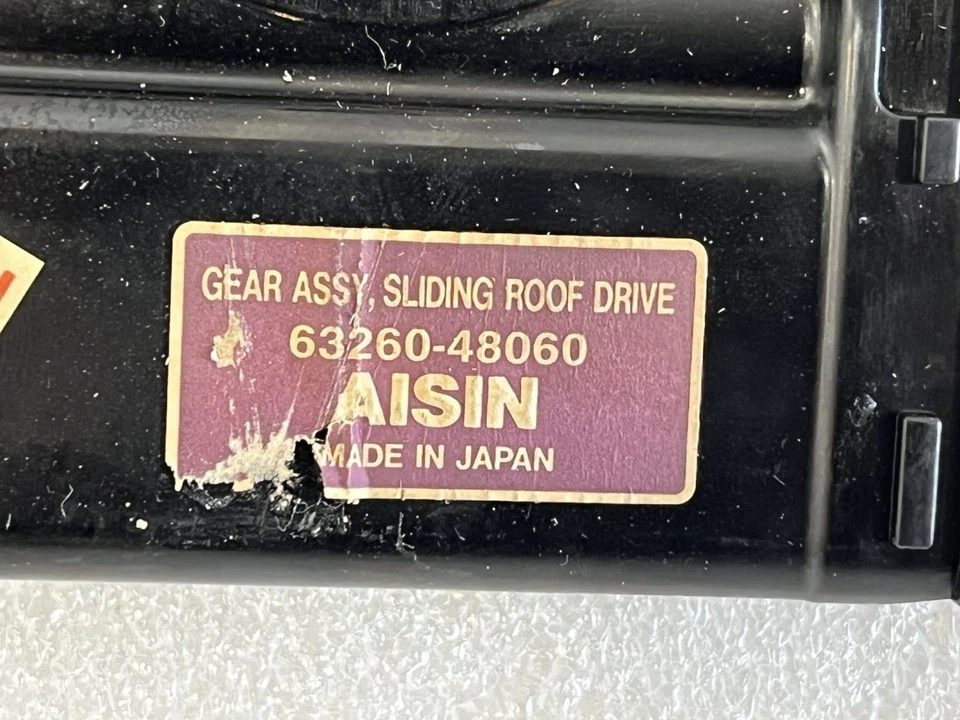 GEAR ASSY, SLIDING ROOF DRIVE
63260-48060
AISIN
MADE IN JAPAN